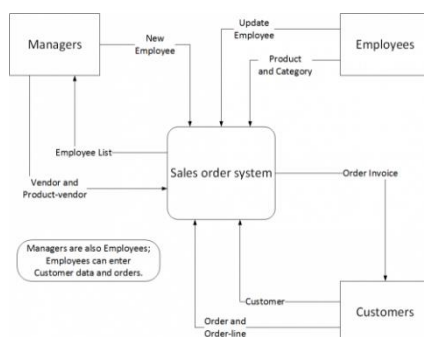 Managers
New
Employee
Update
Employee
Employees
Product
and Category
Employee List
Sales order system
Order Invoice
Vendor and
Product-vendor
Managers are also Employees;
Employees can enter
Customer data and orders.
Customer
Customers
Order and
Order-line